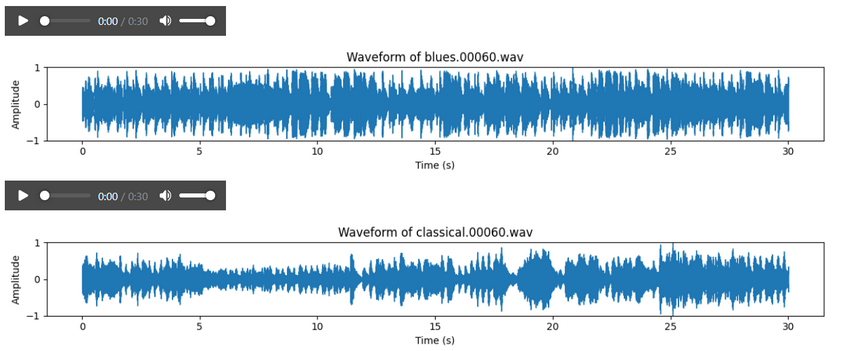 0:00 / 0:30
Waveform of blues.00060.wav
1
0
−1
Amplitude
0 5 10 15 20 25 30
Time (s)
0:00 / 0:30
Waveform of classical.00060.wav
1
0
−1
Amplitude
0 5 10 15 20 25 30
Time (s)